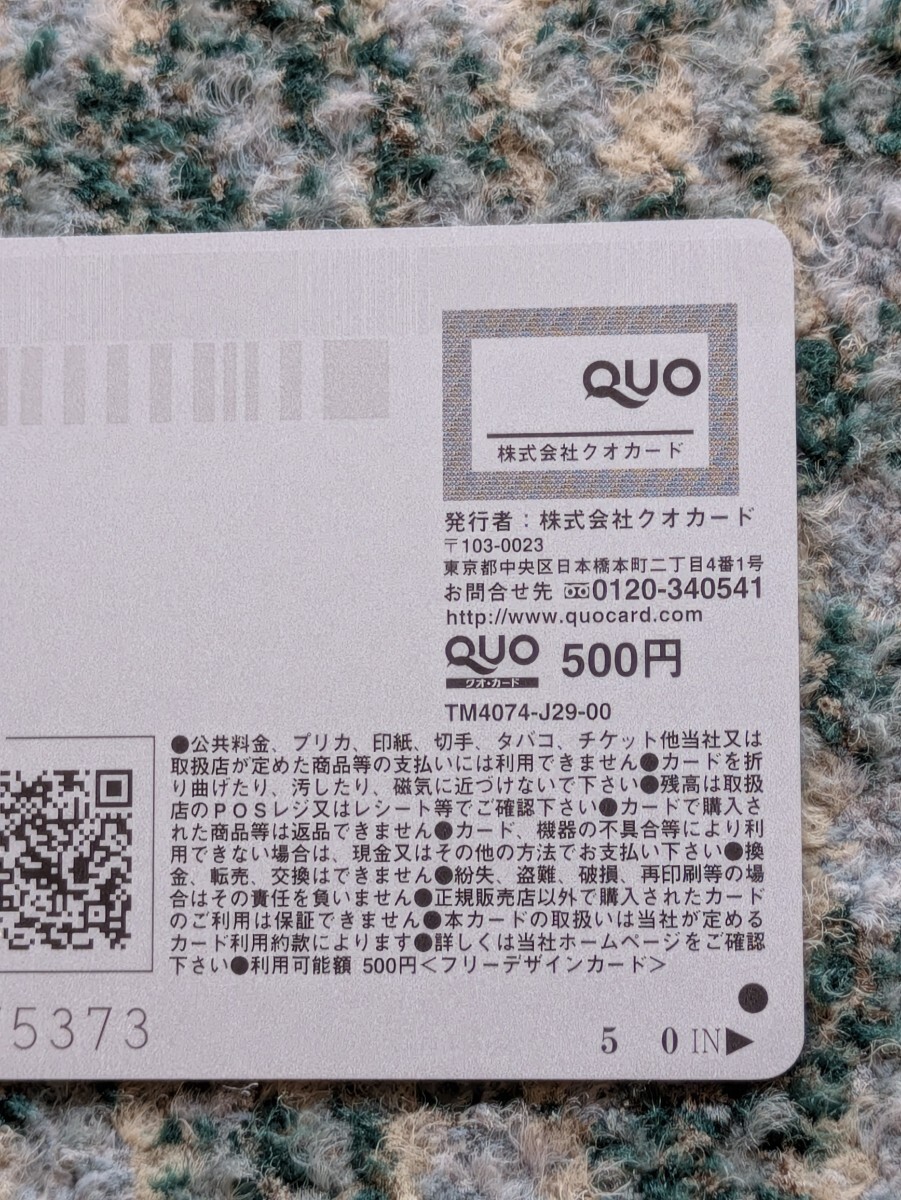 QUO
株式会社クオカード
発行者：株式会社クオカード
〒103-0023
東京都中央区日本橋本町二丁目4番1号
お問合せ先 0120-340541
http://www.quocard.com
QUO 500円
クオ・カード
TM4074-J29-00
●公共料金、プリカ、印紙、切手、タバコ、チケット他当社又は
取扱店が定めた商品等の支払いには利用できません●カードを折
り曲げたり、汚したり、磁気に近づけないで下さい●残高は取扱
店のPOSレジ又はレシート等でご確認下さい●カードで購入さ
れた商品等は返品できません●カード、機器の不具合等により利
用できない場合は、現金又はその他の方法でお支払い下さい●換
金、転売、交換はできません●紛失、盗難、破損、再印刷等の場
合はその責任を負いません●正規販売店以外で購入されたカード
のご利用は保証できません●本カードの取扱いは当社が定める
カード利用約款によります●詳しくは当社ホームページをご確認
下さい●利用可能額 500円＜フリーデザインカード＞
5373
5 0 IN▶